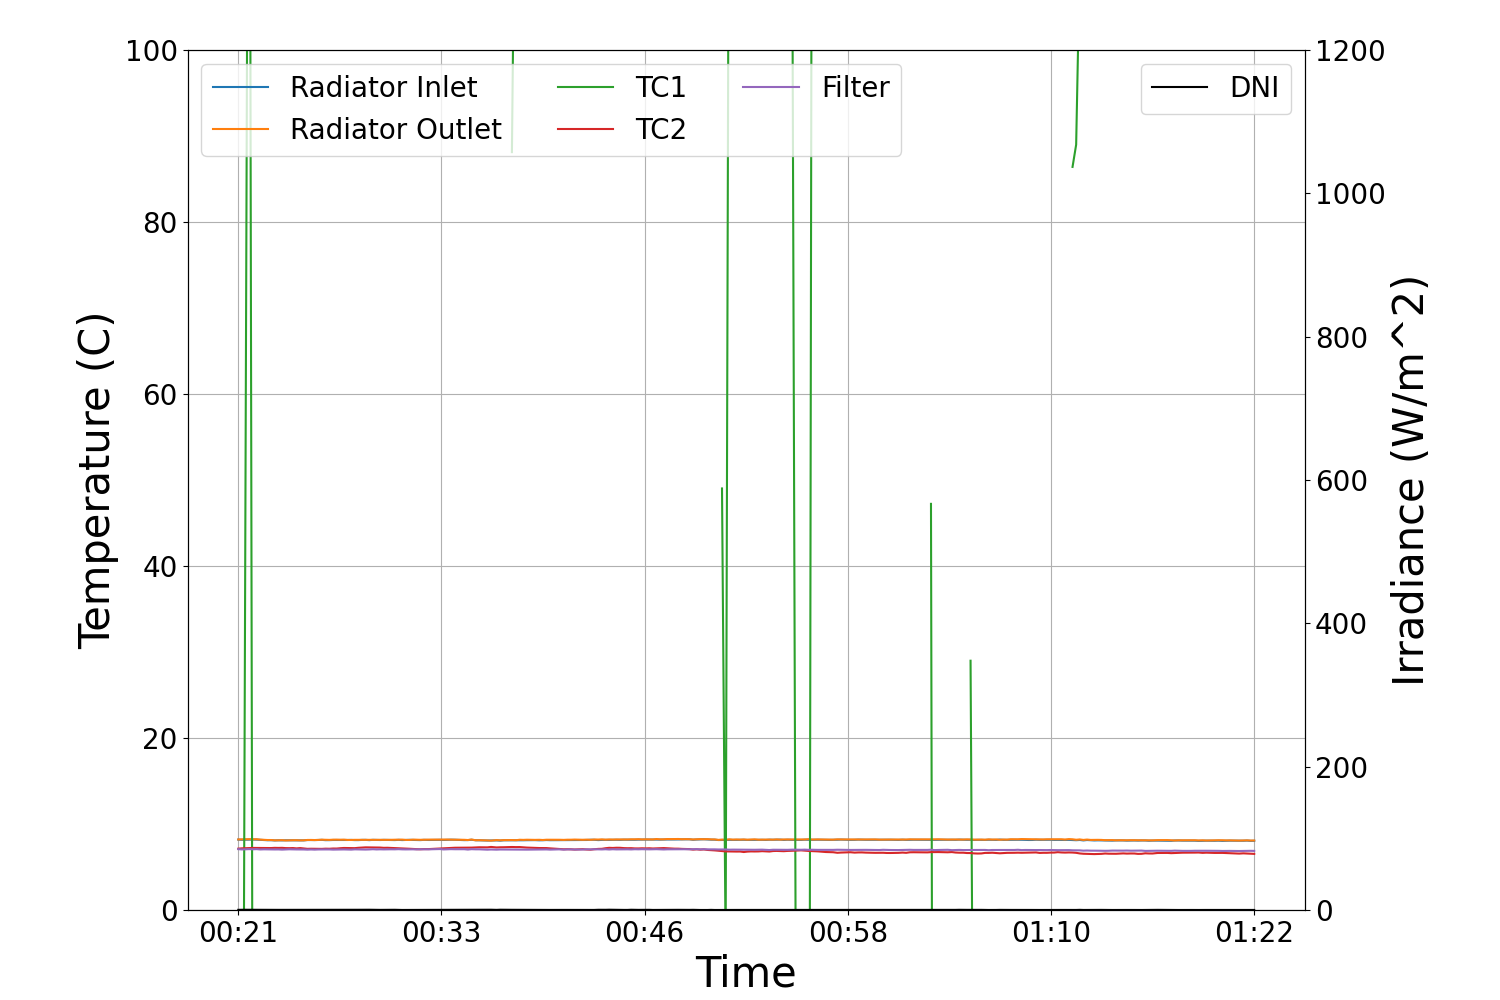 100
80
60
40
20
0
Temperature (C)
Radiator Inlet
Radiator Outlet
TC1
TC2
Filter
DNI
1200
1000
800
600
400
200
0
Irradiance (W/m^2)
00:21
00:33
00:46
00:58
01:10
01:22
Time